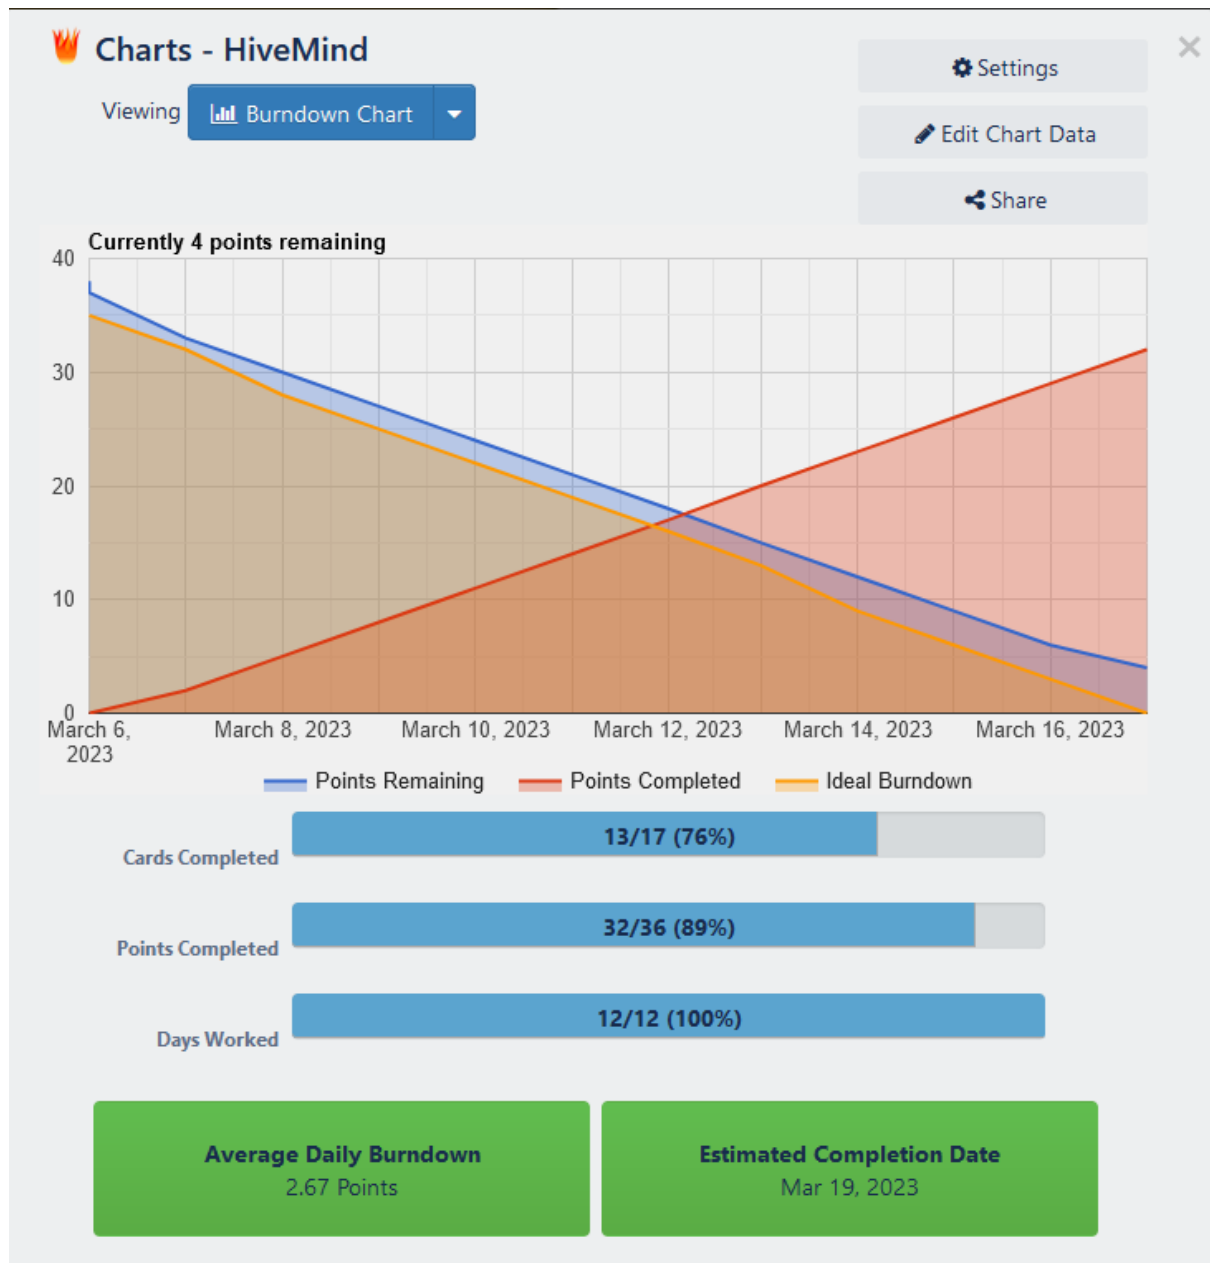 Charts - HiveMind
Settings
Viewing
Burndown Chart
Edit Chart Data
Share
Currently 4 points remaining
40
30
20
10
0
March 6,
2023
March 8, 2023
March 10, 2023
March 12, 2023
March 14, 2023
March 16, 2023
Points Remaining
Points Completed
Ideal Burndown
Cards Completed
13/17 (76%)
Points Completed
32/36 (89%)
Days Worked
12/12 (100%)
Average Daily Burndown
2.67 Points
Estimated Completion Date
Mar 19, 2023